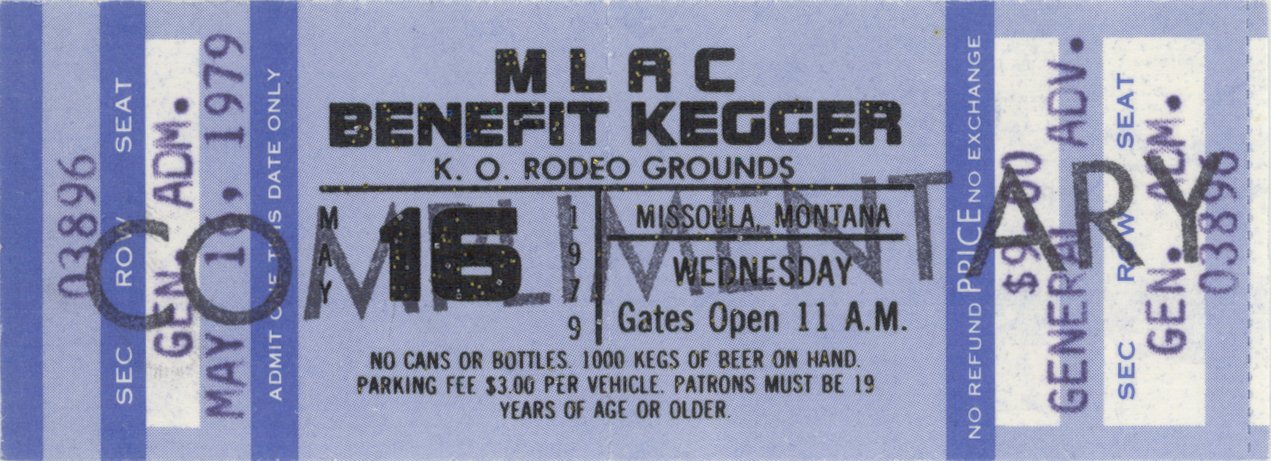 03896
SEC ROW SEAT
GEN. ADM.
MAY 16, 1979
ADMIT ONE THIS DATE ONLY
MLAC
BENEFIT KEGGER
K. O. RODEO GROUNDS
MAY 16 1979
MISSOULA, MONTANA
WEDNESDAY
Gates Open 11 A.M.
NO CANS OR BOTTLES. 1000 KEGS OF BEER ON HAND.
PARKING FEE $3.00 PER VEHICLE. PATRONS MUST BE 19
YEARS OF AGE OR OLDER.
COMPLIMENTARY
NO REFUND PRICE NO EXCHANGE
$9.00
GENERAL ADV.
SEC ROW SEAT
GEN. ADM.
03896